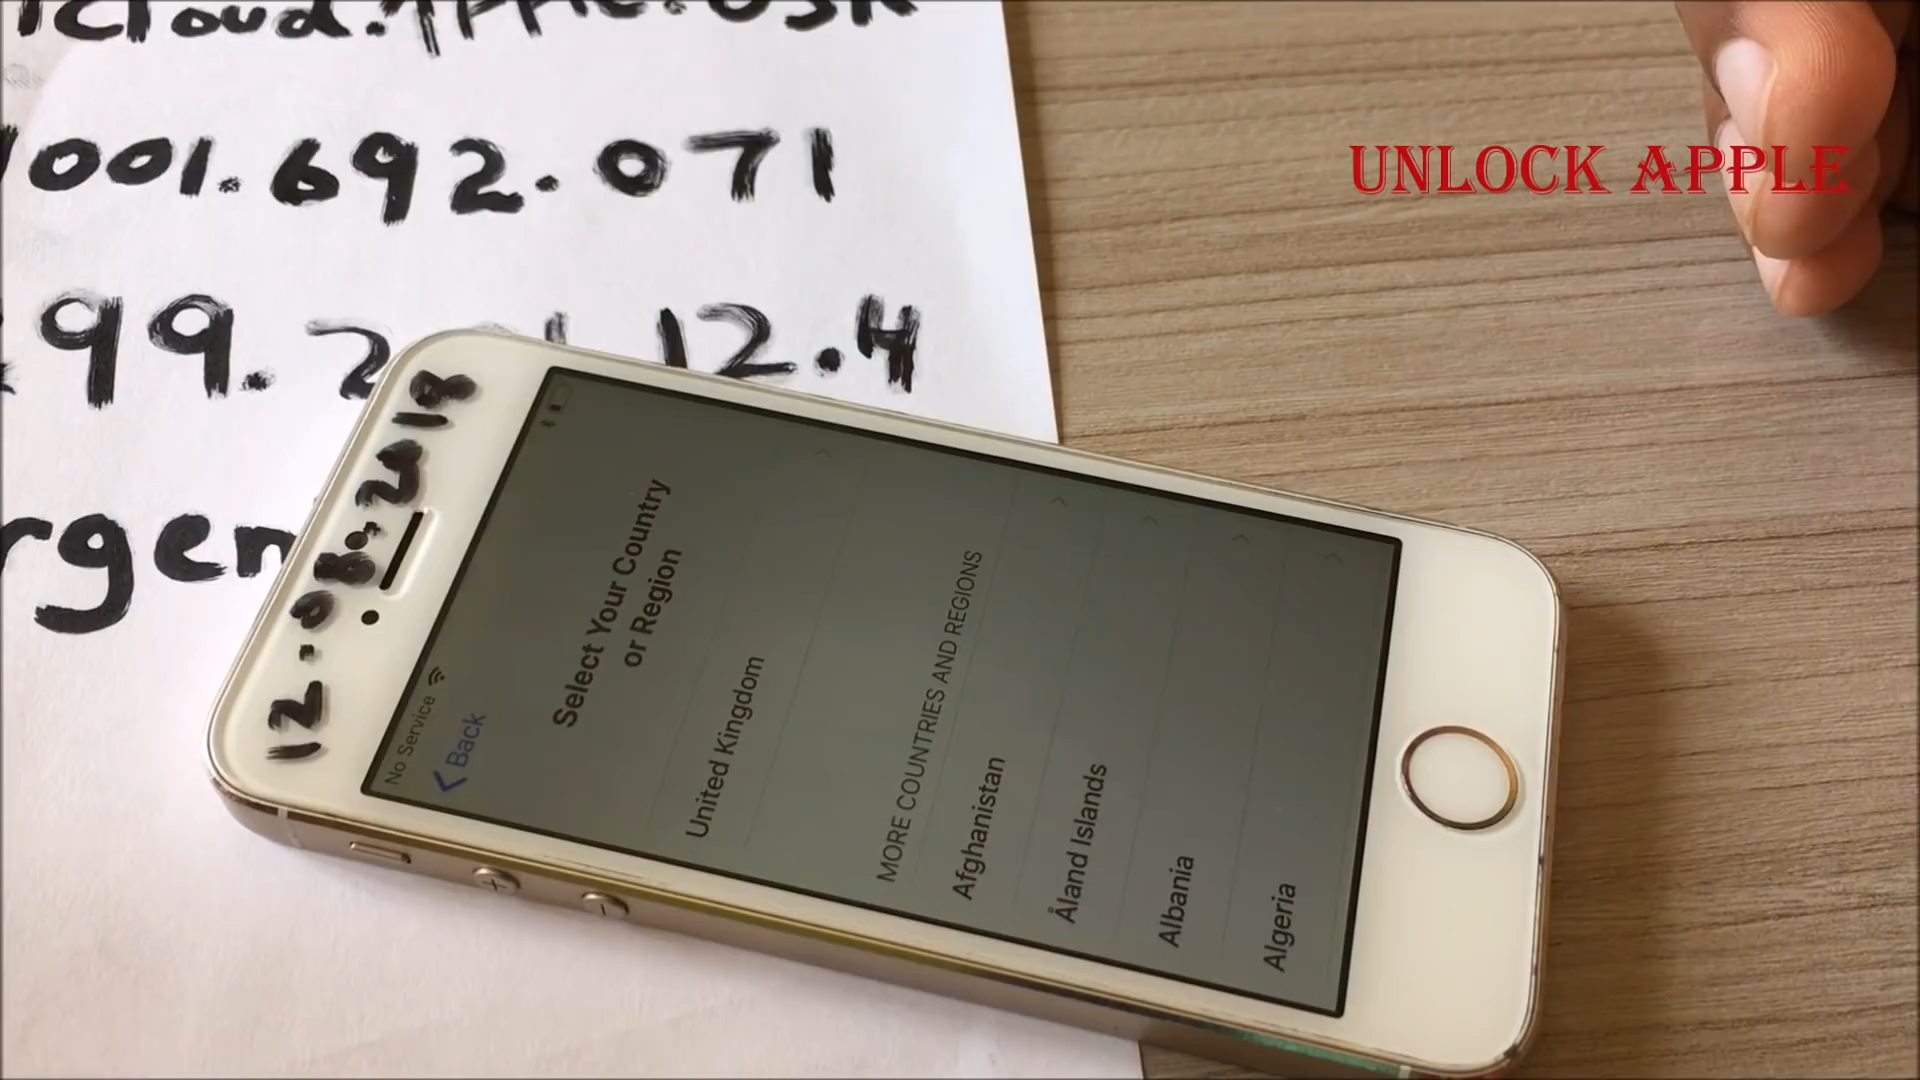 icloud.Apple.USA
001.692.071
99.2
12.4
rgen
UNLOCK APPLE
12.08.2018
No Service
Back
Select Your Country
or Region
United Kingdom
MORE COUNTRIES AND REGIONS
Afghanistan
Åland Islands
Albania
Algeria